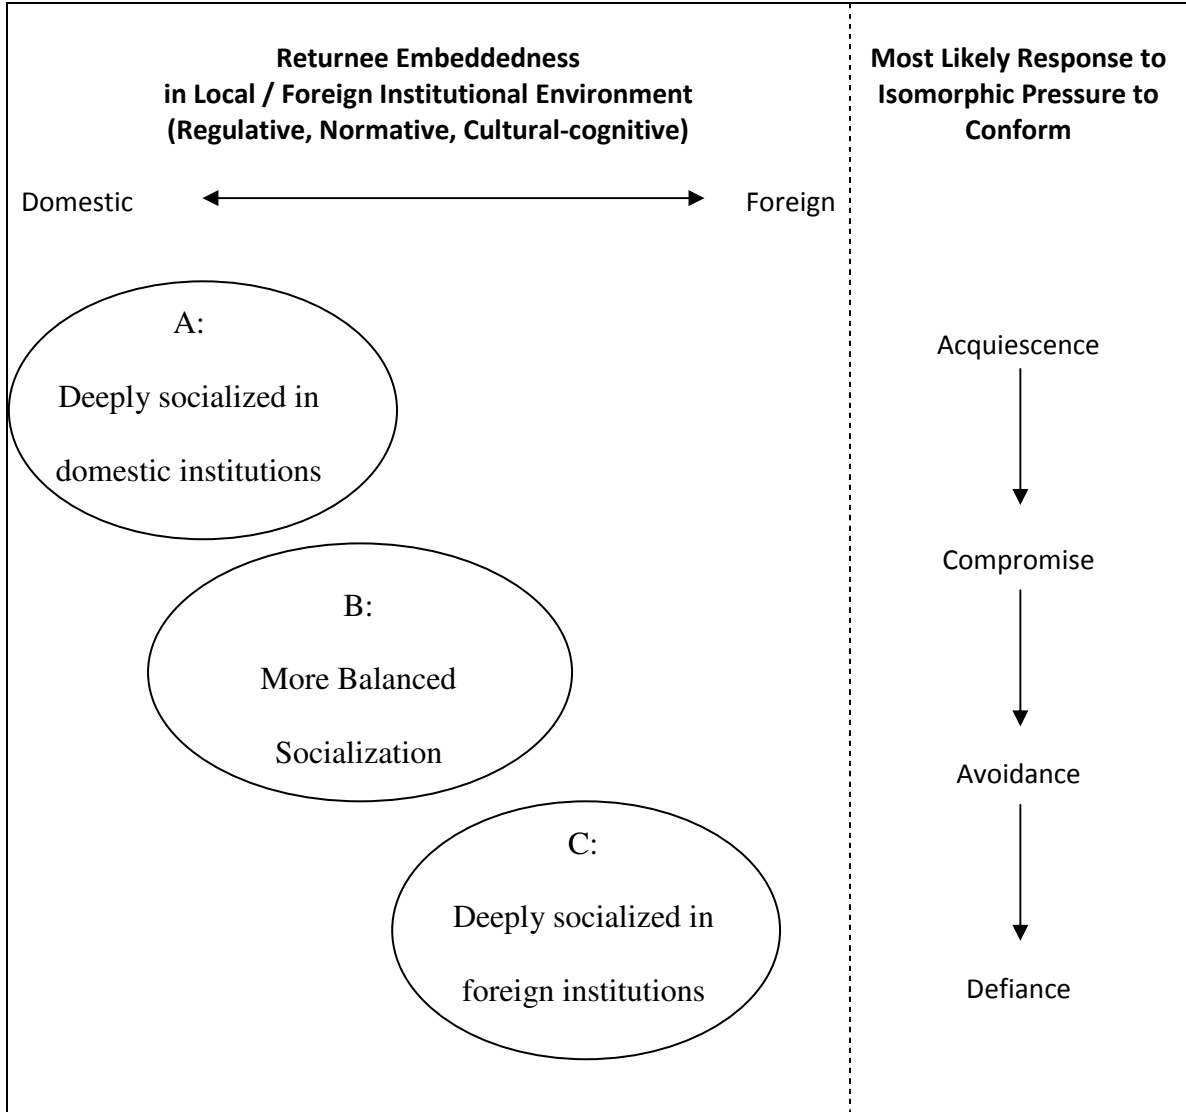 Returnee Embeddedness
in Local / Foreign Institutional Environment
(Regulative, Normative, Cultural-cognitive)
Domestic
Foreign
A:
Deeply socialized in
domestic institutions
B:
More Balanced
Socialization
C:
Deeply socialized in
foreign institutions
Most Likely Response to
Isomorphic Pressure to
Conform
Acquiescence
Compromise
Avoidance
Defiance